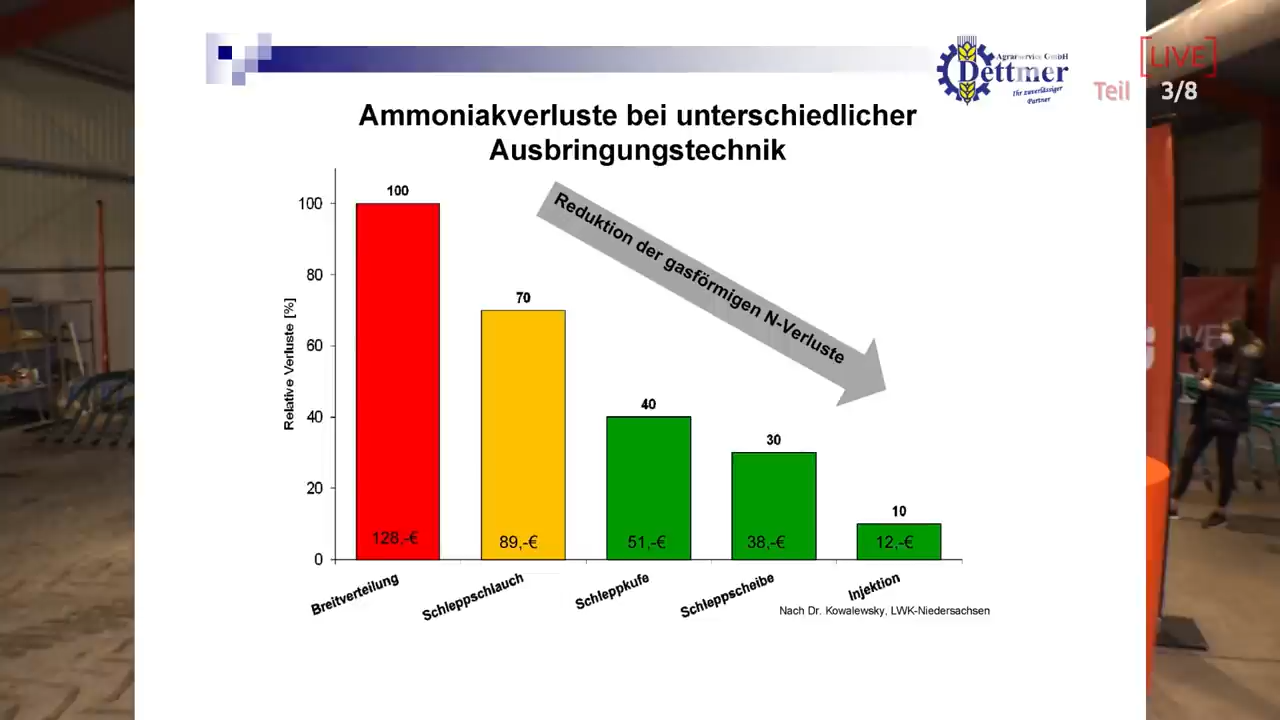 Agrarservice GmbH
Dettmer
Ihr zuverlässiger
Partner
[LIVE]
Teil 3/8
Ammoniakverluste bei unterschiedlicher
Ausbringungstechnik
Reduktion der gasförmigen N-Verluste
Relative Verluste [%]
100
80
60
40
20
0
100
70
40
30
10
128,-€
89,-€
51,-€
38,-€
12,-€
Breitverteilung
Schleppschlauch
Schleppkufe
Schleppscheibe
Injektion
Nach Dr. Kowalewsky, LWK-Niedersachsen